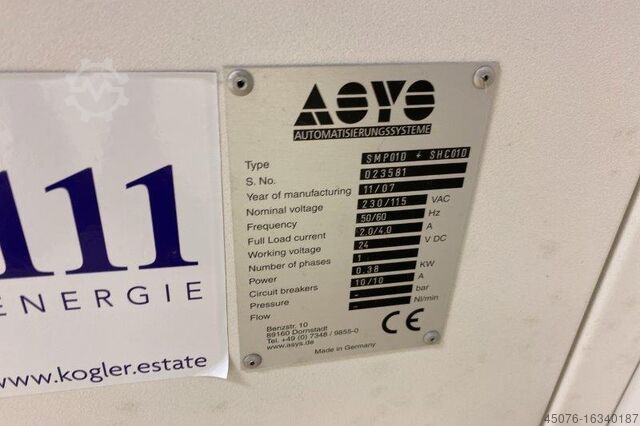 111
ENERGIE
www.kogler.estate
ASYS
AUTOMATISIERUNGSSYSTEME
Type SMP01D + SHC01D
S. No. 023581
Year of manufacturing 11/07
Nominal voltage 230/115 VAC
Frequency 50/60 Hz
Full Load current 2.0/4.0 A
Working voltage 24 V DC
Number of phases 1
Power 0.38 KW
Circuit breakers 10/10 A
Pressure - bar
Flow - Nl/min
Benzstr. 10
89160 Dornstadt
Tel. +49 (0) 7348 / 9855-0
www.asys.de
Made in Germany
CE
45076-16340187